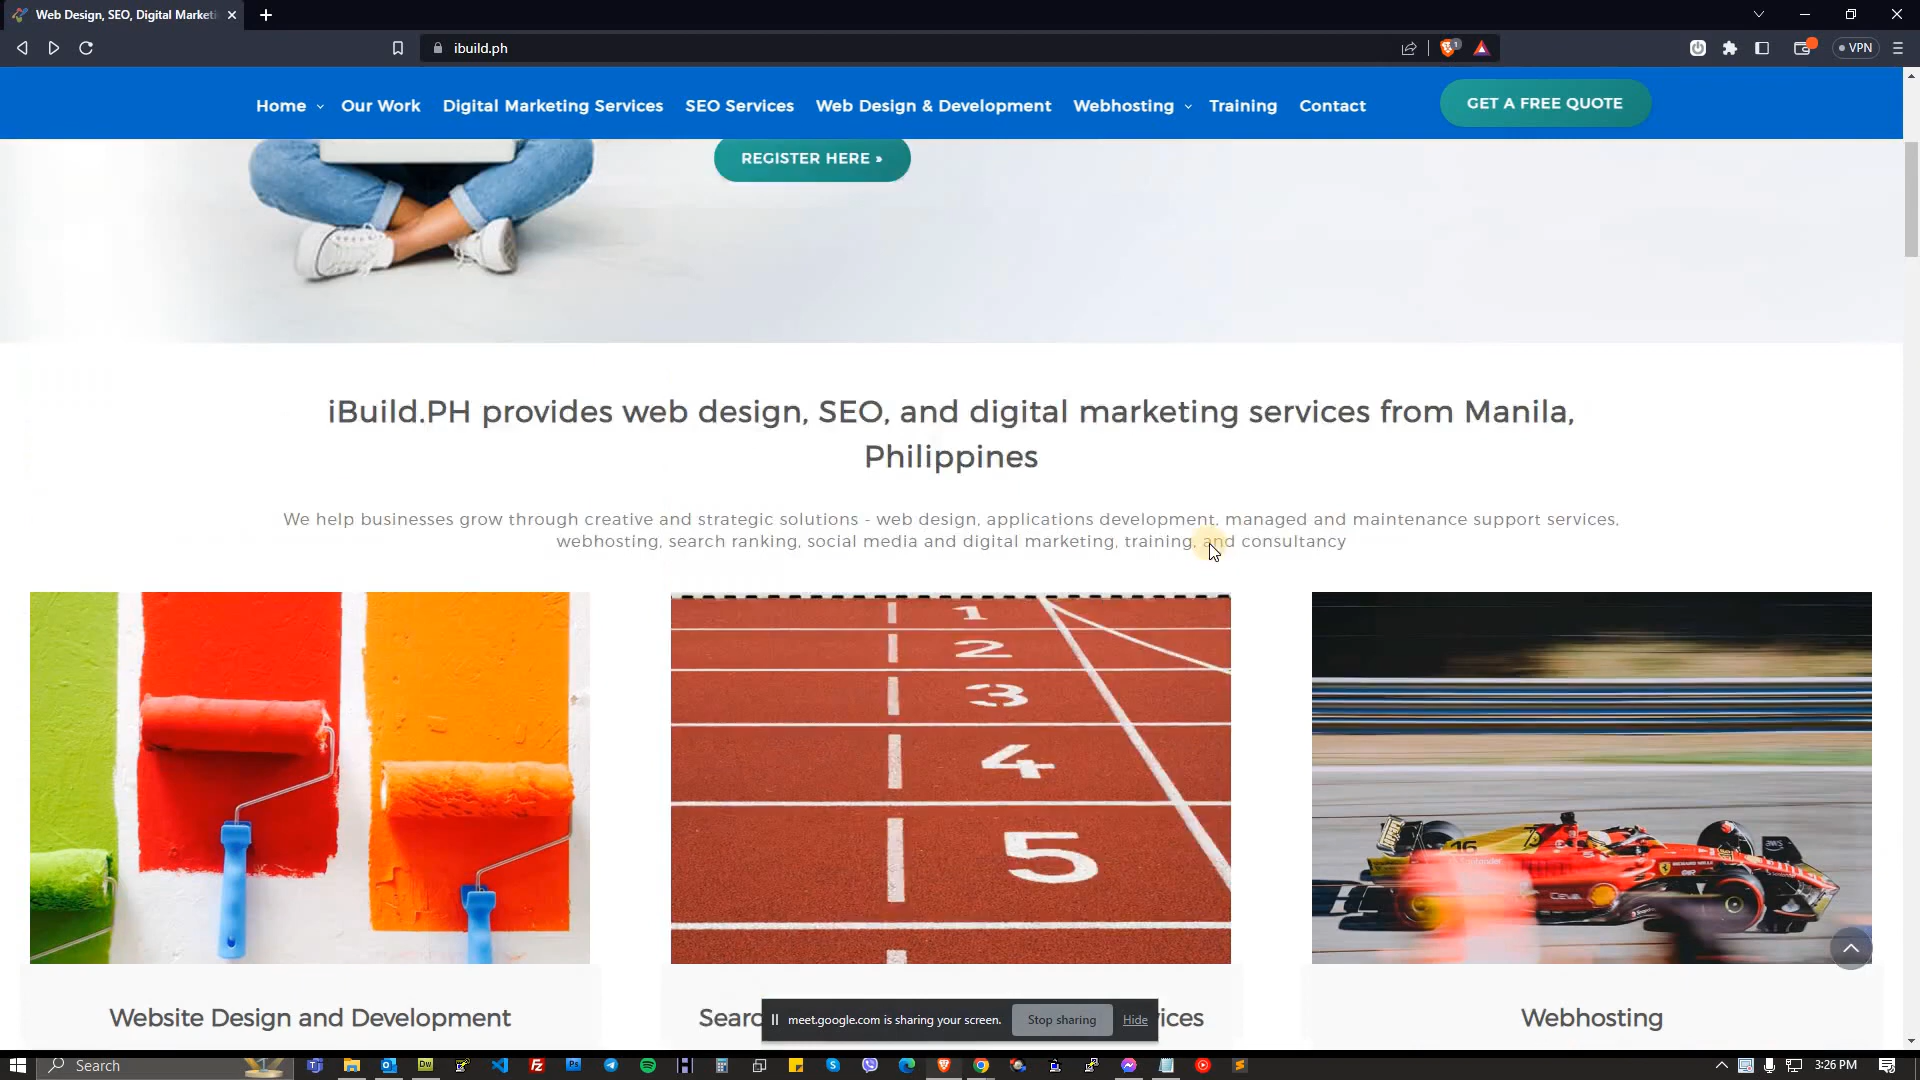 Web Design, SEO, Digital Marketi
ibuild.ph
1
VPN
Home
Our Work
Digital Marketing Services
SEO Services
Web Design & Development
Webhosting
Training
Contact
GET A FREE QUOTE
REGISTER HERE »
iBuild.PH provides web design, SEO, and digital marketing services from Manila,
Philippines
We help businesses grow through creative and strategic solutions - web design, applications development, managed and maintenance support services,
webhosting, search ranking, social media and digital marketing, training, and consultancy
1
2
3
4
5
16
Website Design and Development
Searc
ices
Webhosting
meet.google.com is sharing your screen.
Stop sharing
Hide
Search
3:26 PM